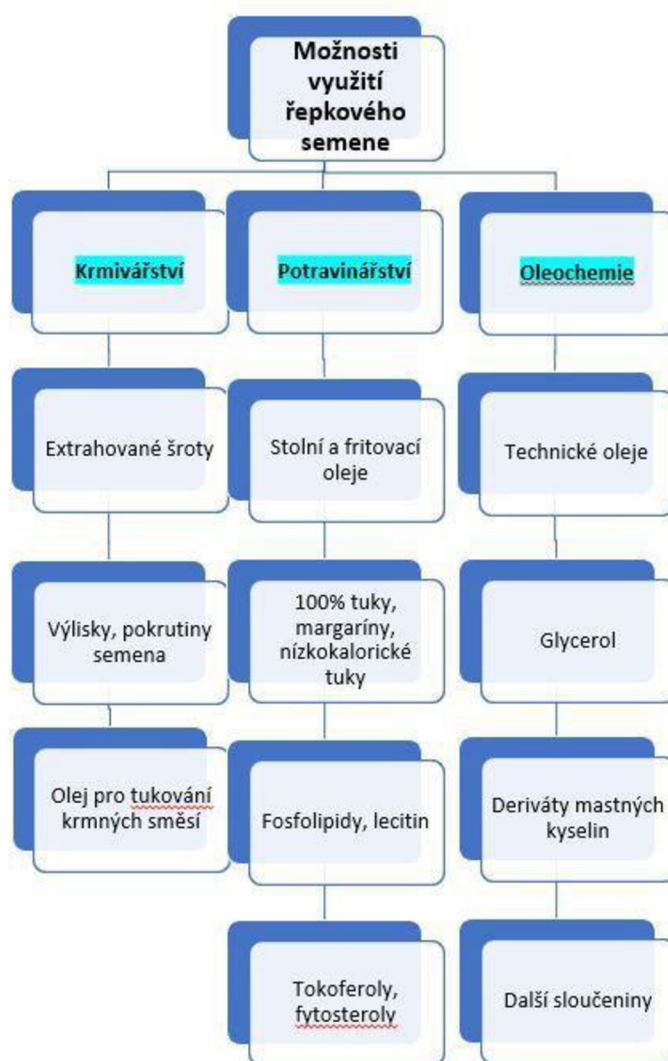 Možnosti
využití
řepkového
semene
Krmivářství
Potravinářství
Oleochemie
Extrahované šroty
Stolní a fritovací
oleje
Technické oleje
Výlisky, pokrutiny
semena
100% tuky,
margaríny,
nízkokalorické
tuky
Glycerol
Olej pro tukování
krmných směsí
Fosfolipidy, lecitin
Deriváty mastných
kyselin
Tokoferoly,
fytosteroly
Další sloučeniny